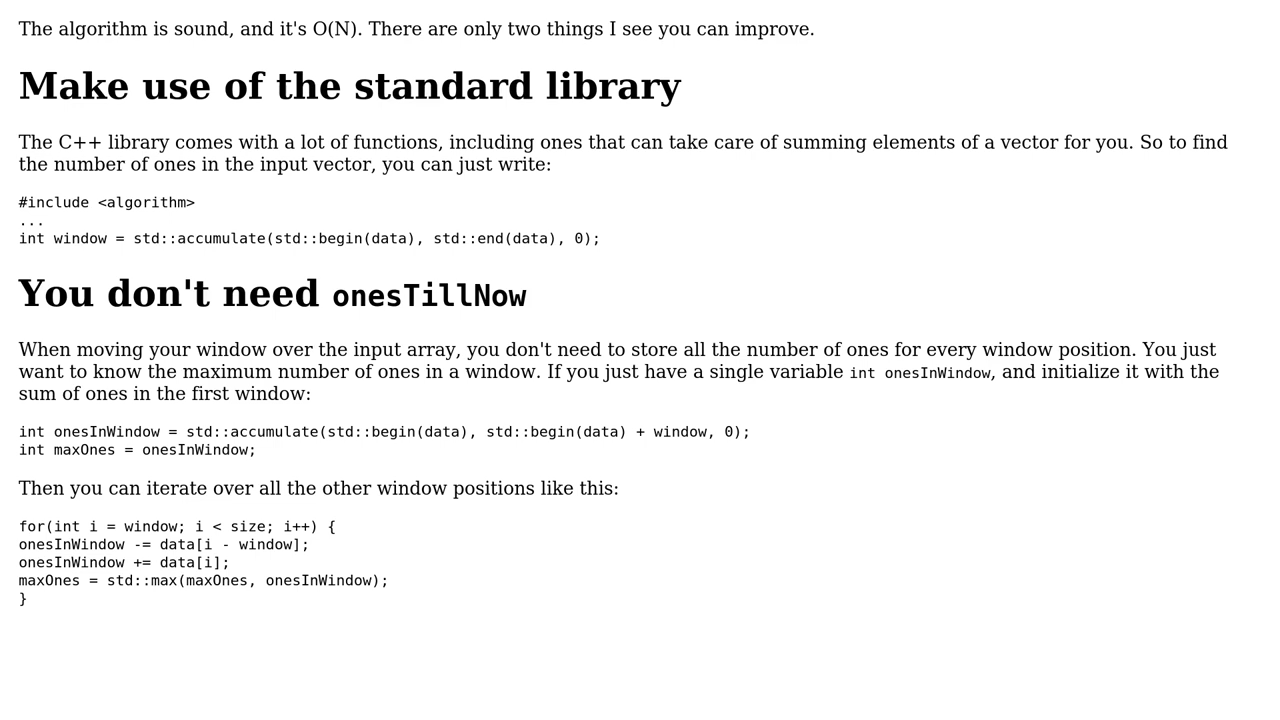 The algorithm is sound, and it's O(N). There are only two things I see you can improve.
Make use of the standard library
The C++ library comes with a lot of functions, including ones that can take care of summing elements of a vector for you. So to find
the number of ones in the input vector, you can just write:
#include <algorithm>
...
int window = std::accumulate(std::begin(data), std::end(data), 0);
You don't need onesTillNow
When moving your window over the input array, you don't need to store all the number of ones for every window position. You just
want to know the maximum number of ones in a window. If you just have a single variable int onesInWindow, and initialize it with the
sum of ones in the first window:
int onesInWindow = std::accumulate(std::begin(data), std::begin(data) + window, 0);
int maxOnes = onesInWindow;
Then you can iterate over all the other window positions like this:
for(int i = window; i < size; i++) {
onesInWindow -= data[i - window];
onesInWindow += data[i];
maxOnes = std::max(maxOnes, onesInWindow);
}